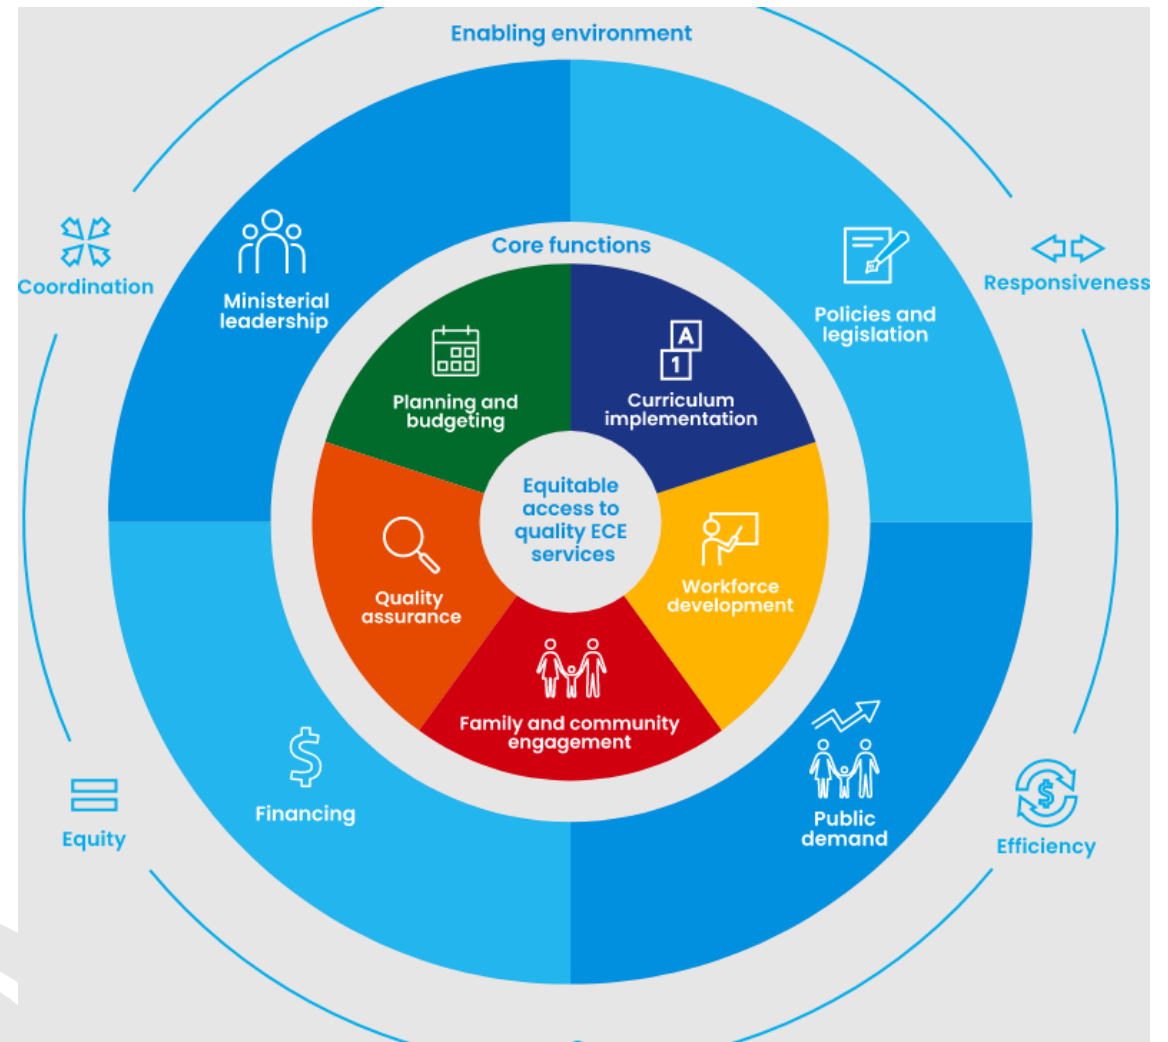 Enabling environment
Coordination
Ministerial
leadership
Policies and
legislation
Responsiveness
Core functions
Planning and
budgeting
A
1
Curriculum
implementation
Equitable
access to
quality ECE
services
Quality
assurance
Workforce
development
Family and community
engagement
$
Financing
Public
demand
Equity
$
Efficiency